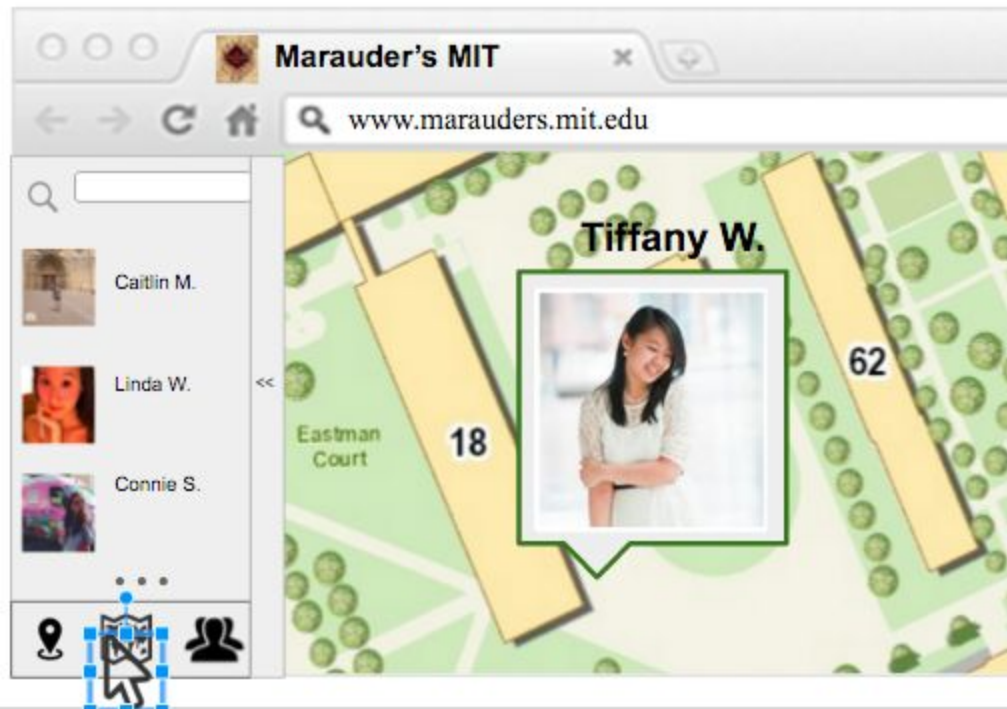 Marauder's MIT
www.marauders.mit.edu
Caitlin M.
Linda W.
Connie S.
<<
Tiffany W.
Eastman
Court
18
62